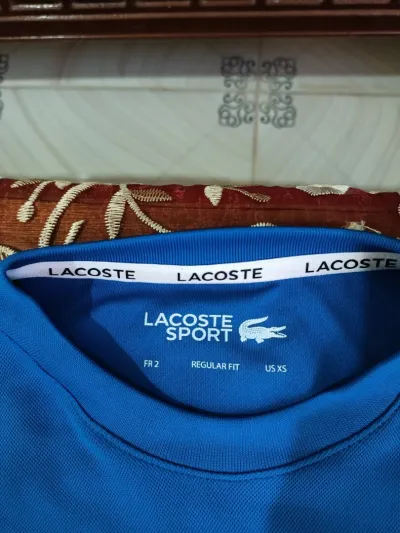 LACOSTE LACOSTE LACOSTE
LACOSTE
SPORT
FR 2 REGULAR FIT US XS